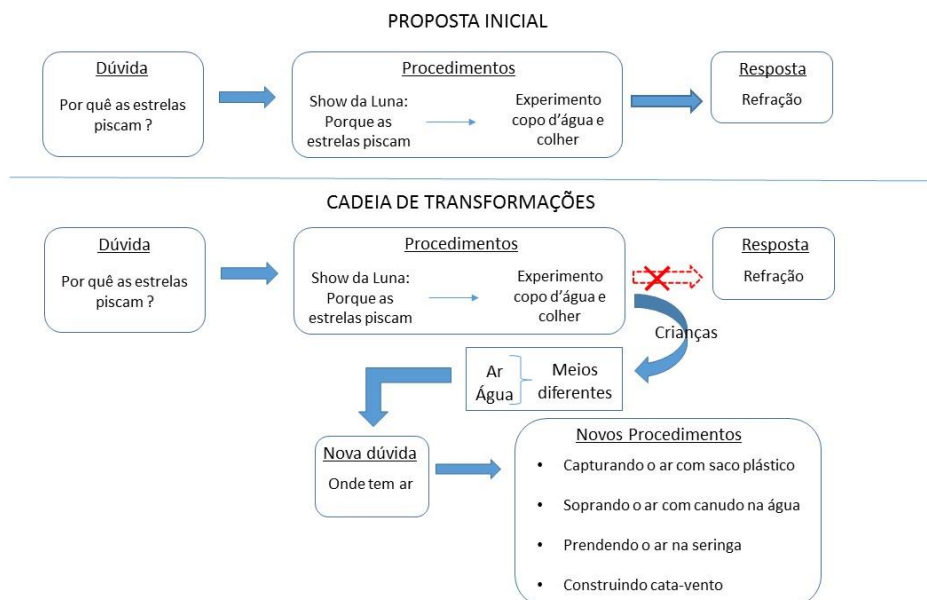 PROPOSTA INICIAL
Dúvida
Por quê as estrelas
piscam ?
Procedimentos
Show da Luna:
Porque as
estrelas piscam
Experimento
copo d'água e
colher
Resposta
Refração
CADEIA DE TRANSFORMAÇÕES
Dúvida
Por quê as estrelas
piscam ?
Procedimentos
Show da Luna:
Porque as
estrelas piscam
Experimento
copo d'água e
colher
Resposta
Refração
Crianças
Ar
Água
Meios
diferentes
Nova dúvida
Onde tem ar
Novos Procedimentos
• Capturando o ar com saco plástico
• Soprando o ar com canudo na água
• Prendendo o ar na seringa
• Construindo cata-vento